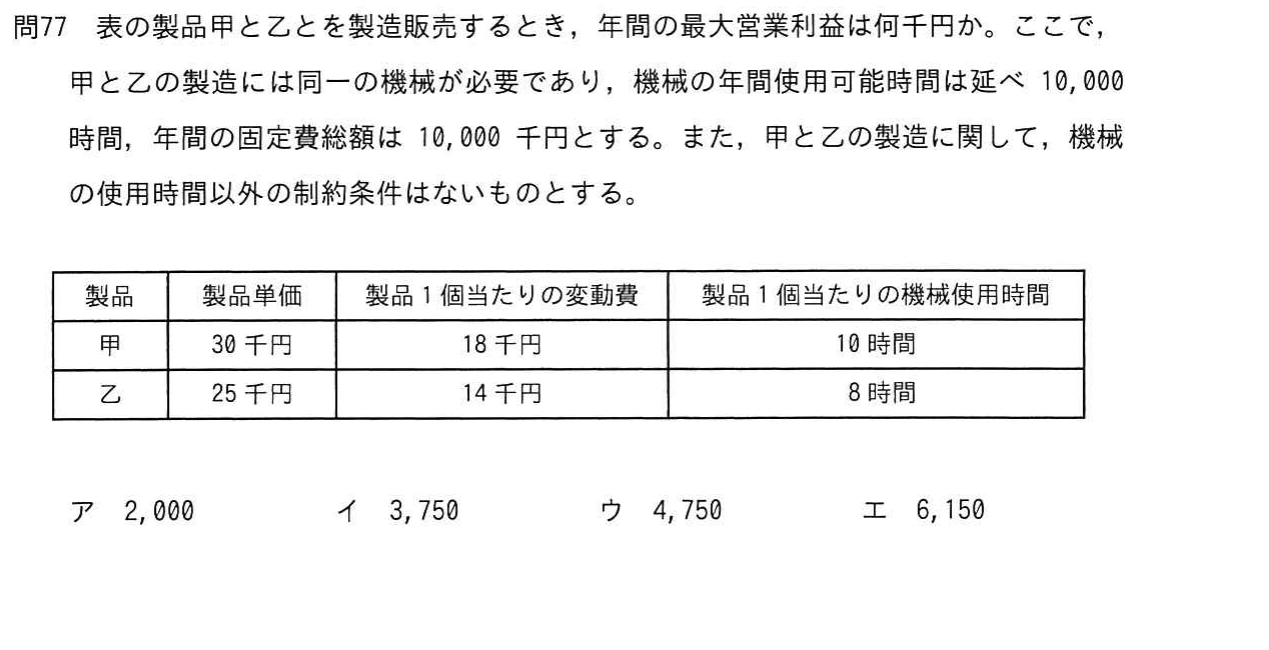 問77 表の製品甲と乙とを製造販売するとき，年間の最大営業利益は何千円か。ここで，
甲と乙の製造には同一の機械が必要であり，機械の年間使用可能時間は延べ 10,000
時間，年間の固定費総額は 10,000 千円とする。また，甲と乙の製造に関して，機械
の使用時間以外の制約条件はないものとする。
製品 製品単価 製品１個当たりの変動費 製品１個当たりの機械使用時間
甲 30 千円 18 千円 10 時間
乙 25 千円 14 千円 8 時間
ア 2,000 イ 3,750 ウ 4,750 エ 6,150